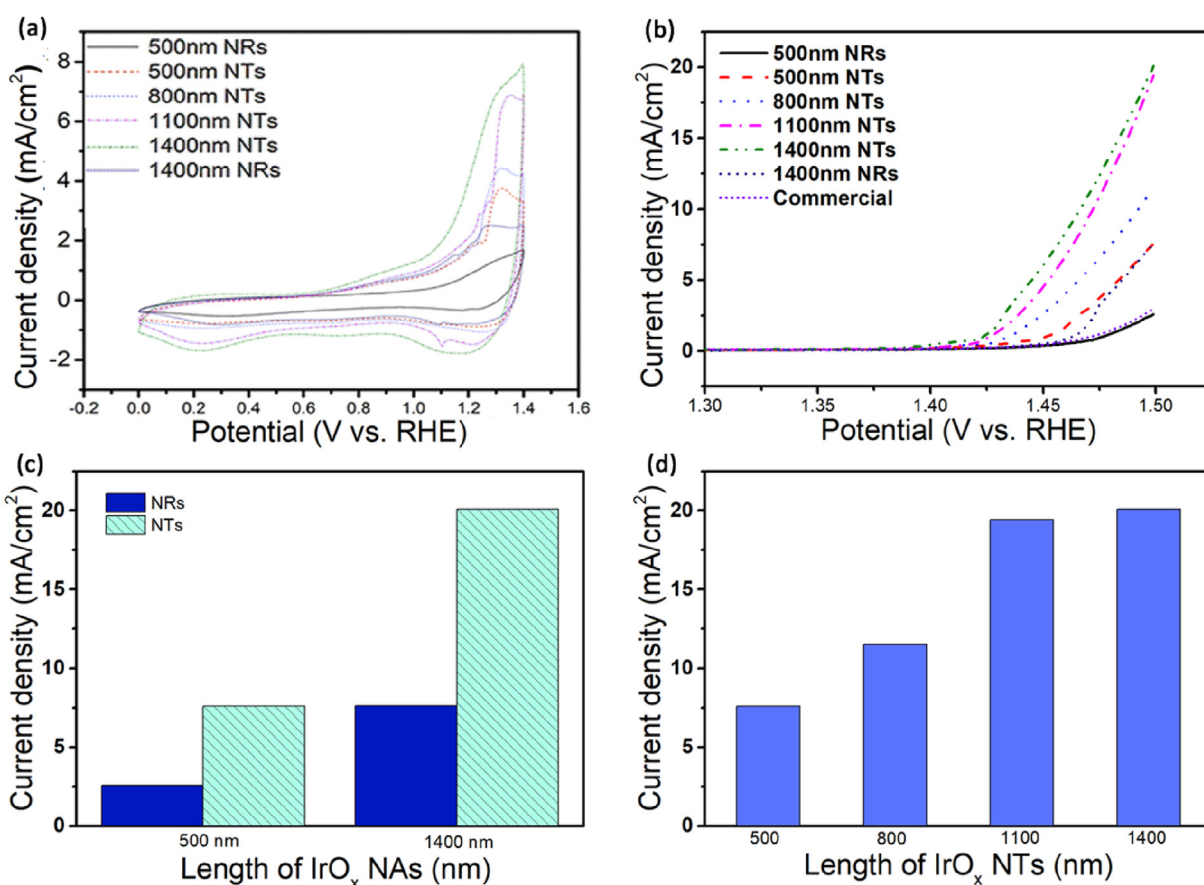 (a)
500nm NRs
500nm NTs
800nm NTs
1100nm NTs
1400nm NTs
1400nm NRs
8
6
4
2
0
-2
Current density (mA/cm²)
-0.2 0.0 0.2 0.4 0.6 0.8 1.0 1.2 1.4 1.6
Potential (V vs. RHE)
(b)
500nm NRs
500nm NTs
800nm NTs
1100nm NTs
1400nm NTs
1400nm NRs
Commercial
20
15
10
5
0
Current density (mA/cm²)
1.30 1.35 1.40 1.45 1.50
Potential (V vs. RHE)
(c)
NRs
NTs
20
15
10
5
0
Current density (mA/cm²)
500 nm 1400 nm
Length of IrOₓ NAs (nm)
(d)
20
15
10
5
0
Current density (mA/cm²)
500 800 1100 1400
Length of IrOₓ NTs (nm)